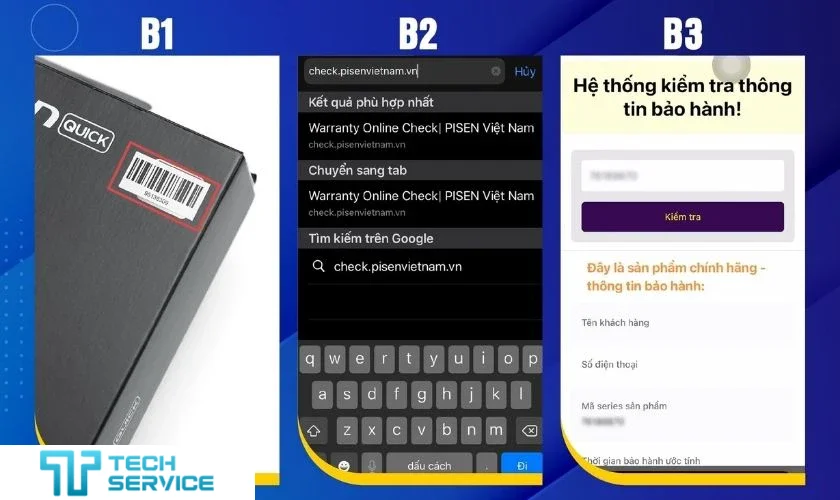 B1
QUICK
B2
check.pisenvietnam.vn
Hủy
Kết quả phù hợp nhất
Warranty Online Check| PISEN Việt Nam
check.pisenvietnam.vn
Chuyển sang tab
Warranty Online Check| PISEN Việt Nam
check.pisenvietnam.vn
Tìm kiếm trên Google
check.pisenvietnam.vn
q w e r t y u i o p
a s d f g h j k l
z x c v b n m
dấu cách . Đi
B3
Hệ thống kiểm tra thông
tin bảo hành!
Kiểm tra
Đây là sản phẩm chính hãng -
thông tin bảo hành:
Tên khách hàng
Số điện thoại
Mã series sản phẩm
Thời gian bảo hành ước tính
TECH
SERVICE